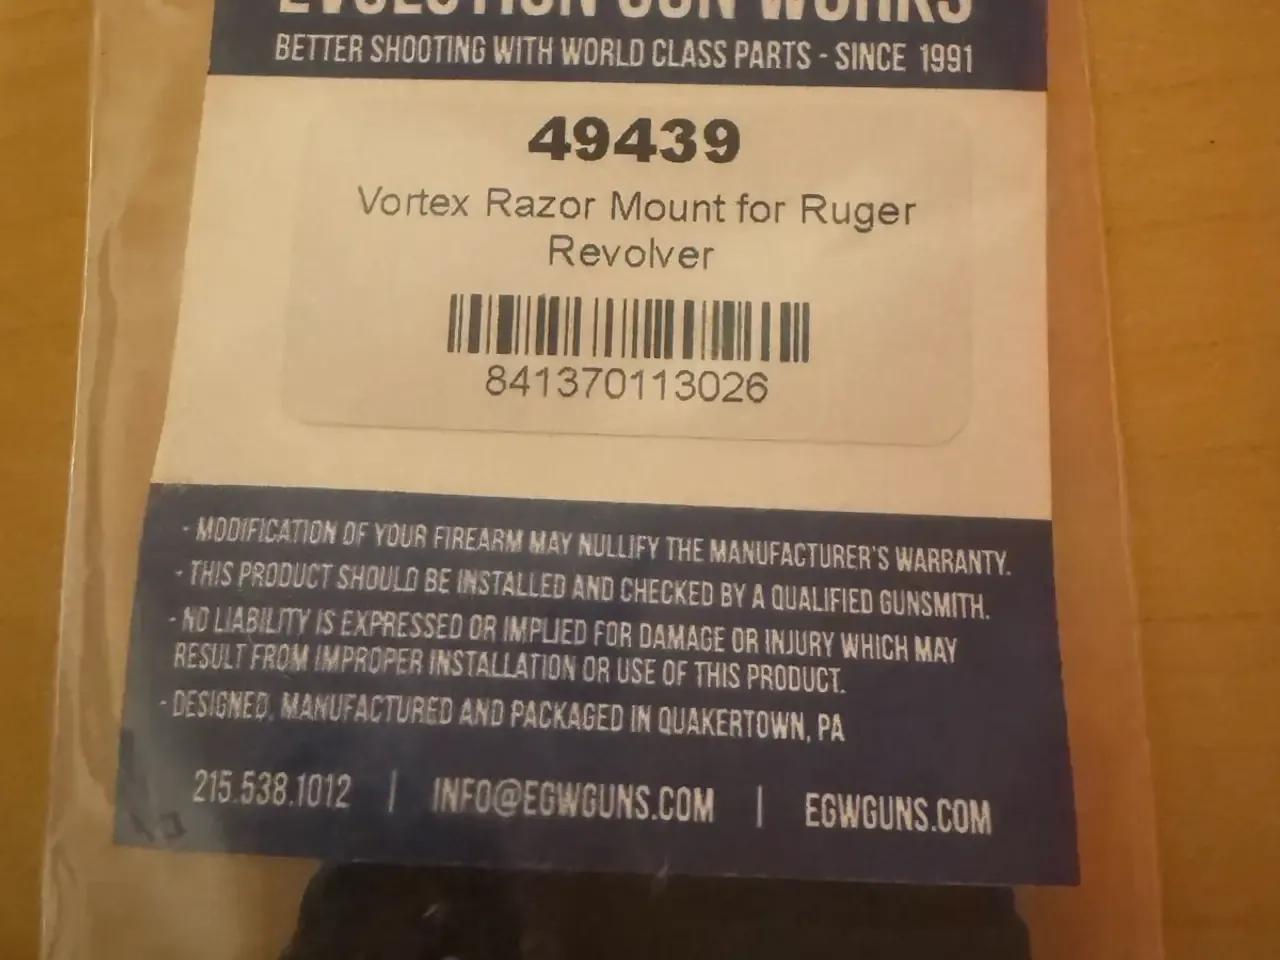 EVOLUTION GUN WORKS
BETTER SHOOTING WITH WORLD CLASS PARTS - SINCE 1991
49439
Vortex Razor Mount for Ruger
Revolver
841370113026
- MODIFICATION OF YOUR FIREARM MAY NULLIFY THE MANUFACTURER'S WARRANTY.
- THIS PRODUCT SHOULD BE INSTALLED AND CHECKED BY A QUALIFIED GUNSMITH.
- NO LIABILITY IS EXPRESSED OR IMPLIED FOR DAMAGE OR INJURY WHICH MAY
RESULT FROM IMPROPER INSTALLATION OR USE OF THIS PRODUCT.
- DESIGNED, MANUFACTURED AND PACKAGED IN QUAKERTOWN, PA
215.538.1012 | INFO@EGWGUNS.COM | EGWGUNS.COM